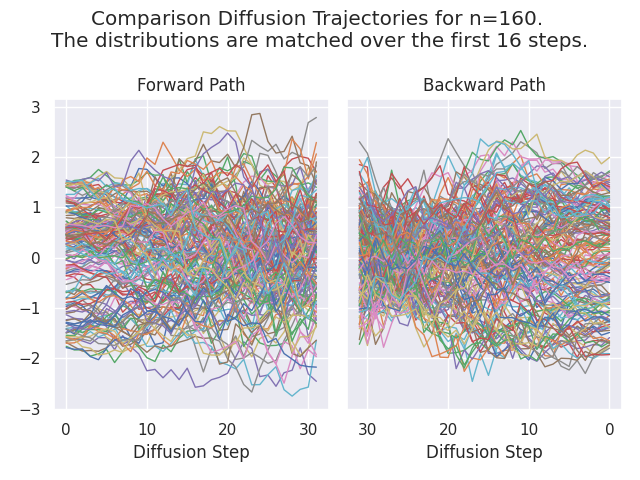 Comparison Diffusion Trajectories for n=160.
The distributions are matched over the first 16 steps.
Forward Path
Backward Path
3
2
1
0
−1
−2
−3
0 10 20 30
30 20 10 0
Diffusion Step
Diffusion Step